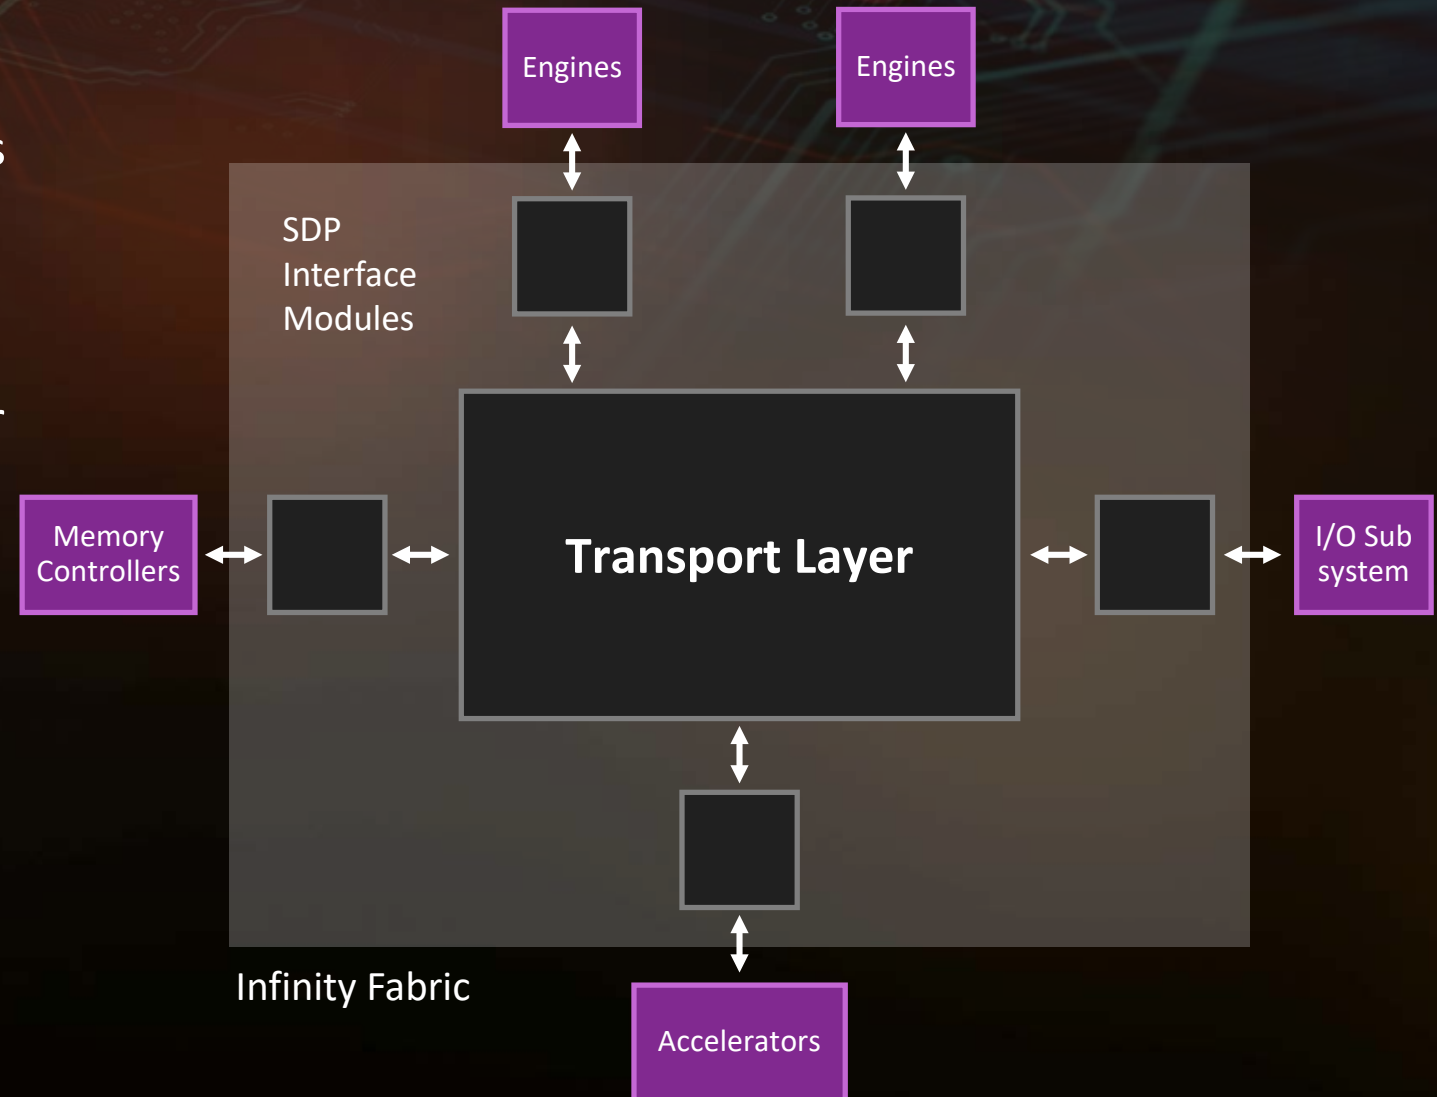 Engines
Engines
SDP
Interface
Modules
Memory
Controllers
Transport Layer
I/O Sub
system
Infinity Fabric
Accelerators